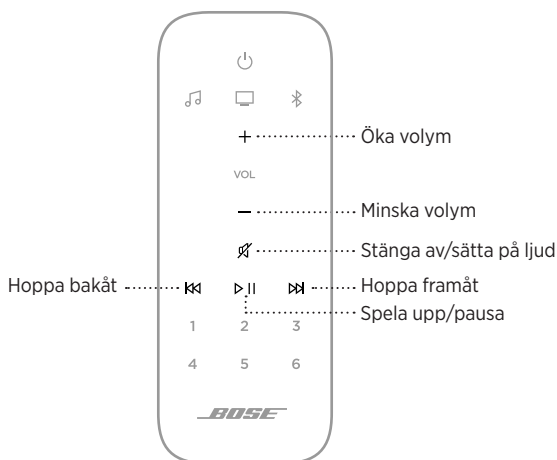 +
Öka volym
VOL
Minska volym
Stänga av/sätta på ljud
Hoppa bakåt
Hoppa framåt
Spela upp/pausa
1 2 3
4 5 6
BOSE